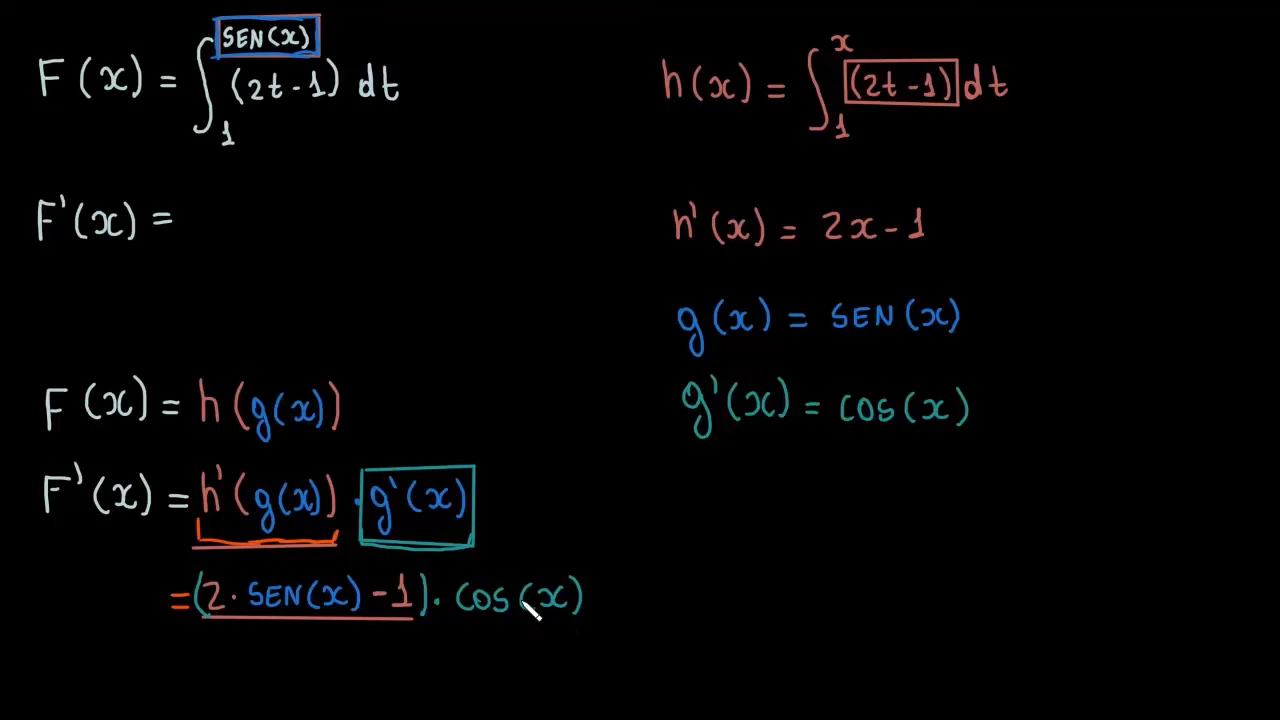 F(x) = ∫₁^SEN(x) (2t - 1) dt
h(x) = ∫₁^x (2t - 1) dt
F'(x) =
h'(x) = 2x - 1
g(x) = SEN(x)
F(x) = h(g(x))
g'(x) = cos(x)
F'(x) = h'(g(x)) · g'(x)
= (2 · SEN(x) - 1) · cos(x)